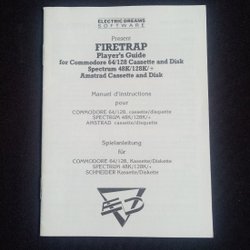 ELECTRIC DREAMS
SOFTWARE
Present
FIRETRAP
Player's Guide
for Commodore 64/128 Cassette and Disk
Spectrum 48K/128K/+
Amstrad Cassette and Disk
Manuel d'instructions
pour
COMMODORE 64/128, cassette/disquette
SPECTRUM 48K/128K/+
AMSTRAD cassette/disquette
Spielanleitung
für
COMMODORE 64/128, Kassette/Diskette
SPECTRUM 48K/128K/+
SCHNEIDER Kassette/Diskette
ED